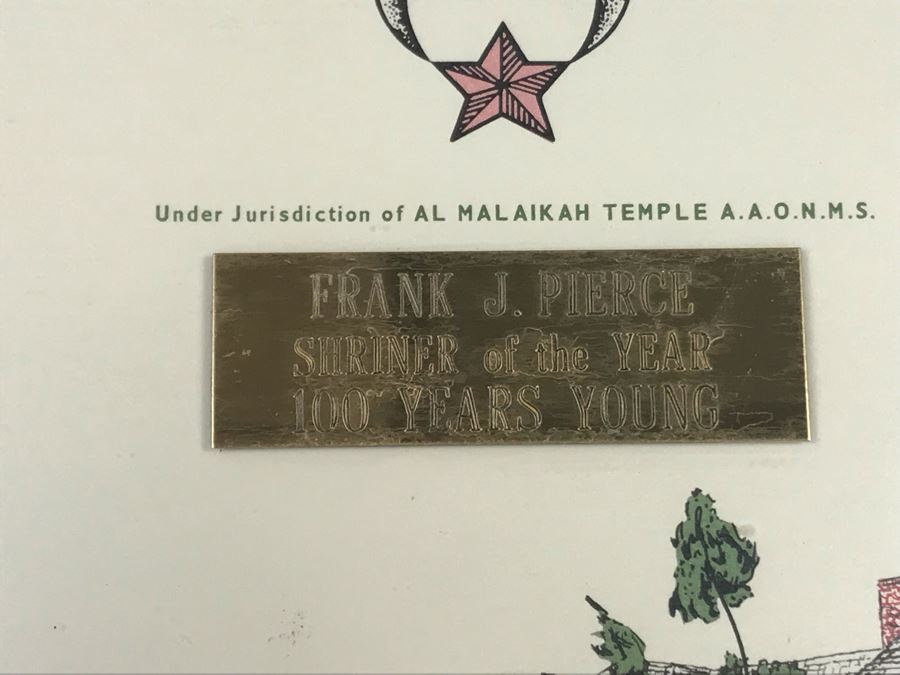 Under Jurisdiction of AL MALAIKAH TEMPLE A.A.O.N.M.S.
FRANK J. PIERCE
SHRINER of the YEAR
100 YEARS YOUNG